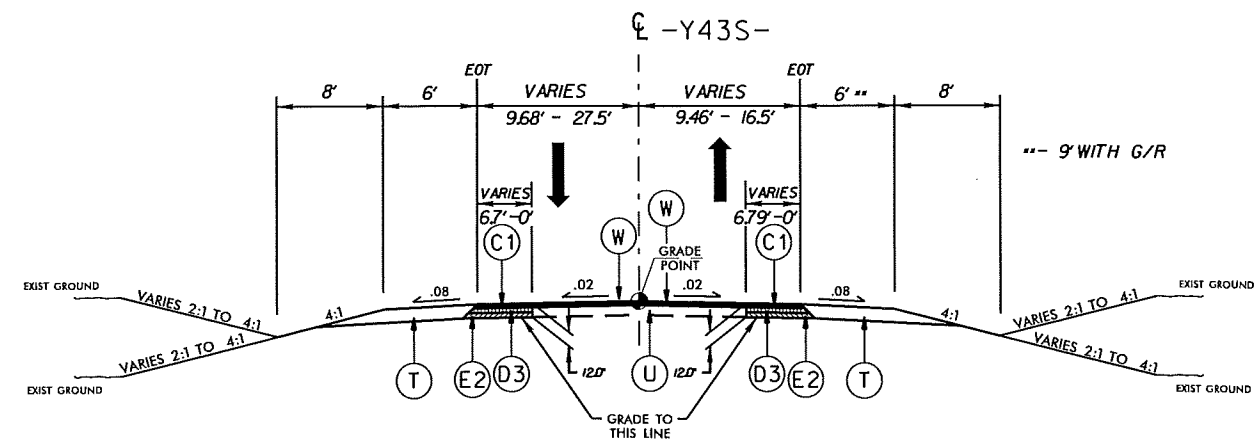 ℄ -Y43S-
EOT
EOT
8'
6'
VARIES
VARIES
6' **
8'
9.68' - 27.5'
9.46' - 16.5'
**- 9' WITH G/R
VARIES
6.7'-0'
VARIES
6.79'-0'
C1
W
W
C1
GRADE
POINT
EXIST GROUND
VARIES 2:1 TO 4:1
4:1
.08
.02
.02
.08
4:1
VARIES 2:1 TO 4:1
EXIST GROUND
VARIES 2:1 TO 4:1
VARIES 2:1 TO 4:1
EXIST GROUND
EXIST GROUND
T
E2
D3
12.0"
U
12.0"
D3
E2
T
GRADE TO
THIS LINE